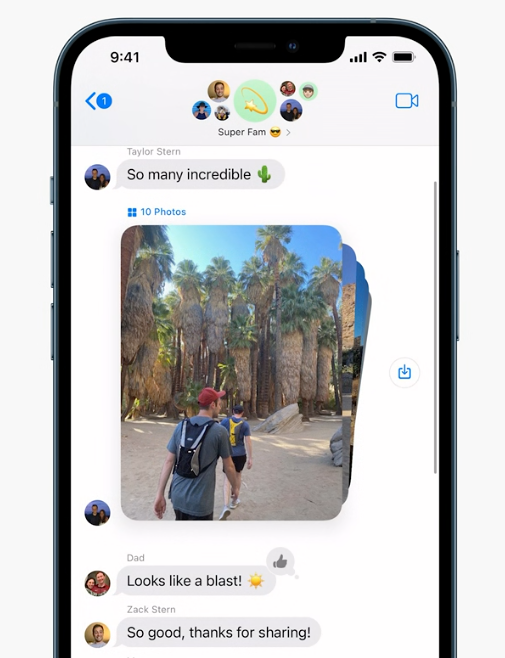 9:41
1
Super Fam 😎 >
Taylor Stern
So many incredible 🌵
10 Photos
Dad
Looks like a blast! ☀️
Zack Stern
So good, thanks for sharing!